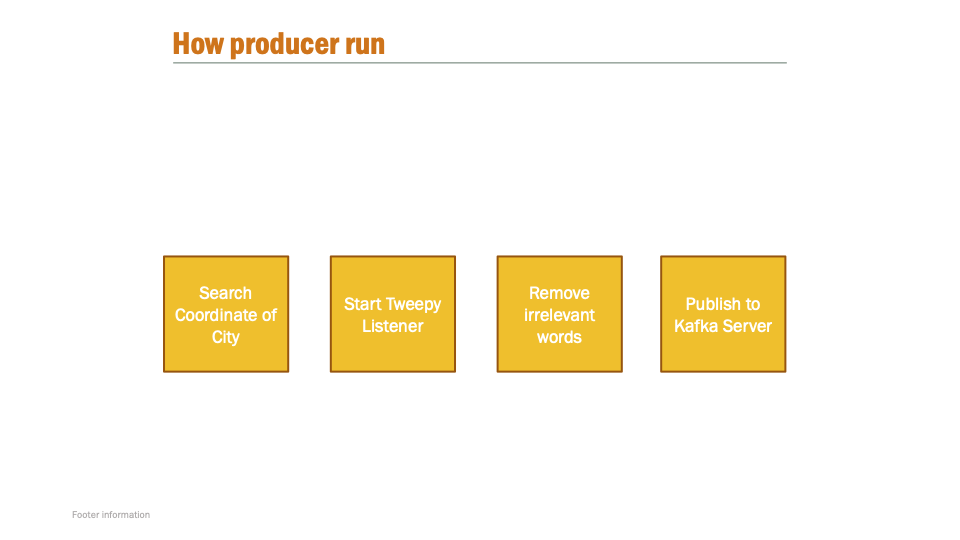 How producer run
Search
Coordinate of
City
Start Tweepy
Listener
Remove
irrelevant
words
Publish to
Kafka Server
Footer information